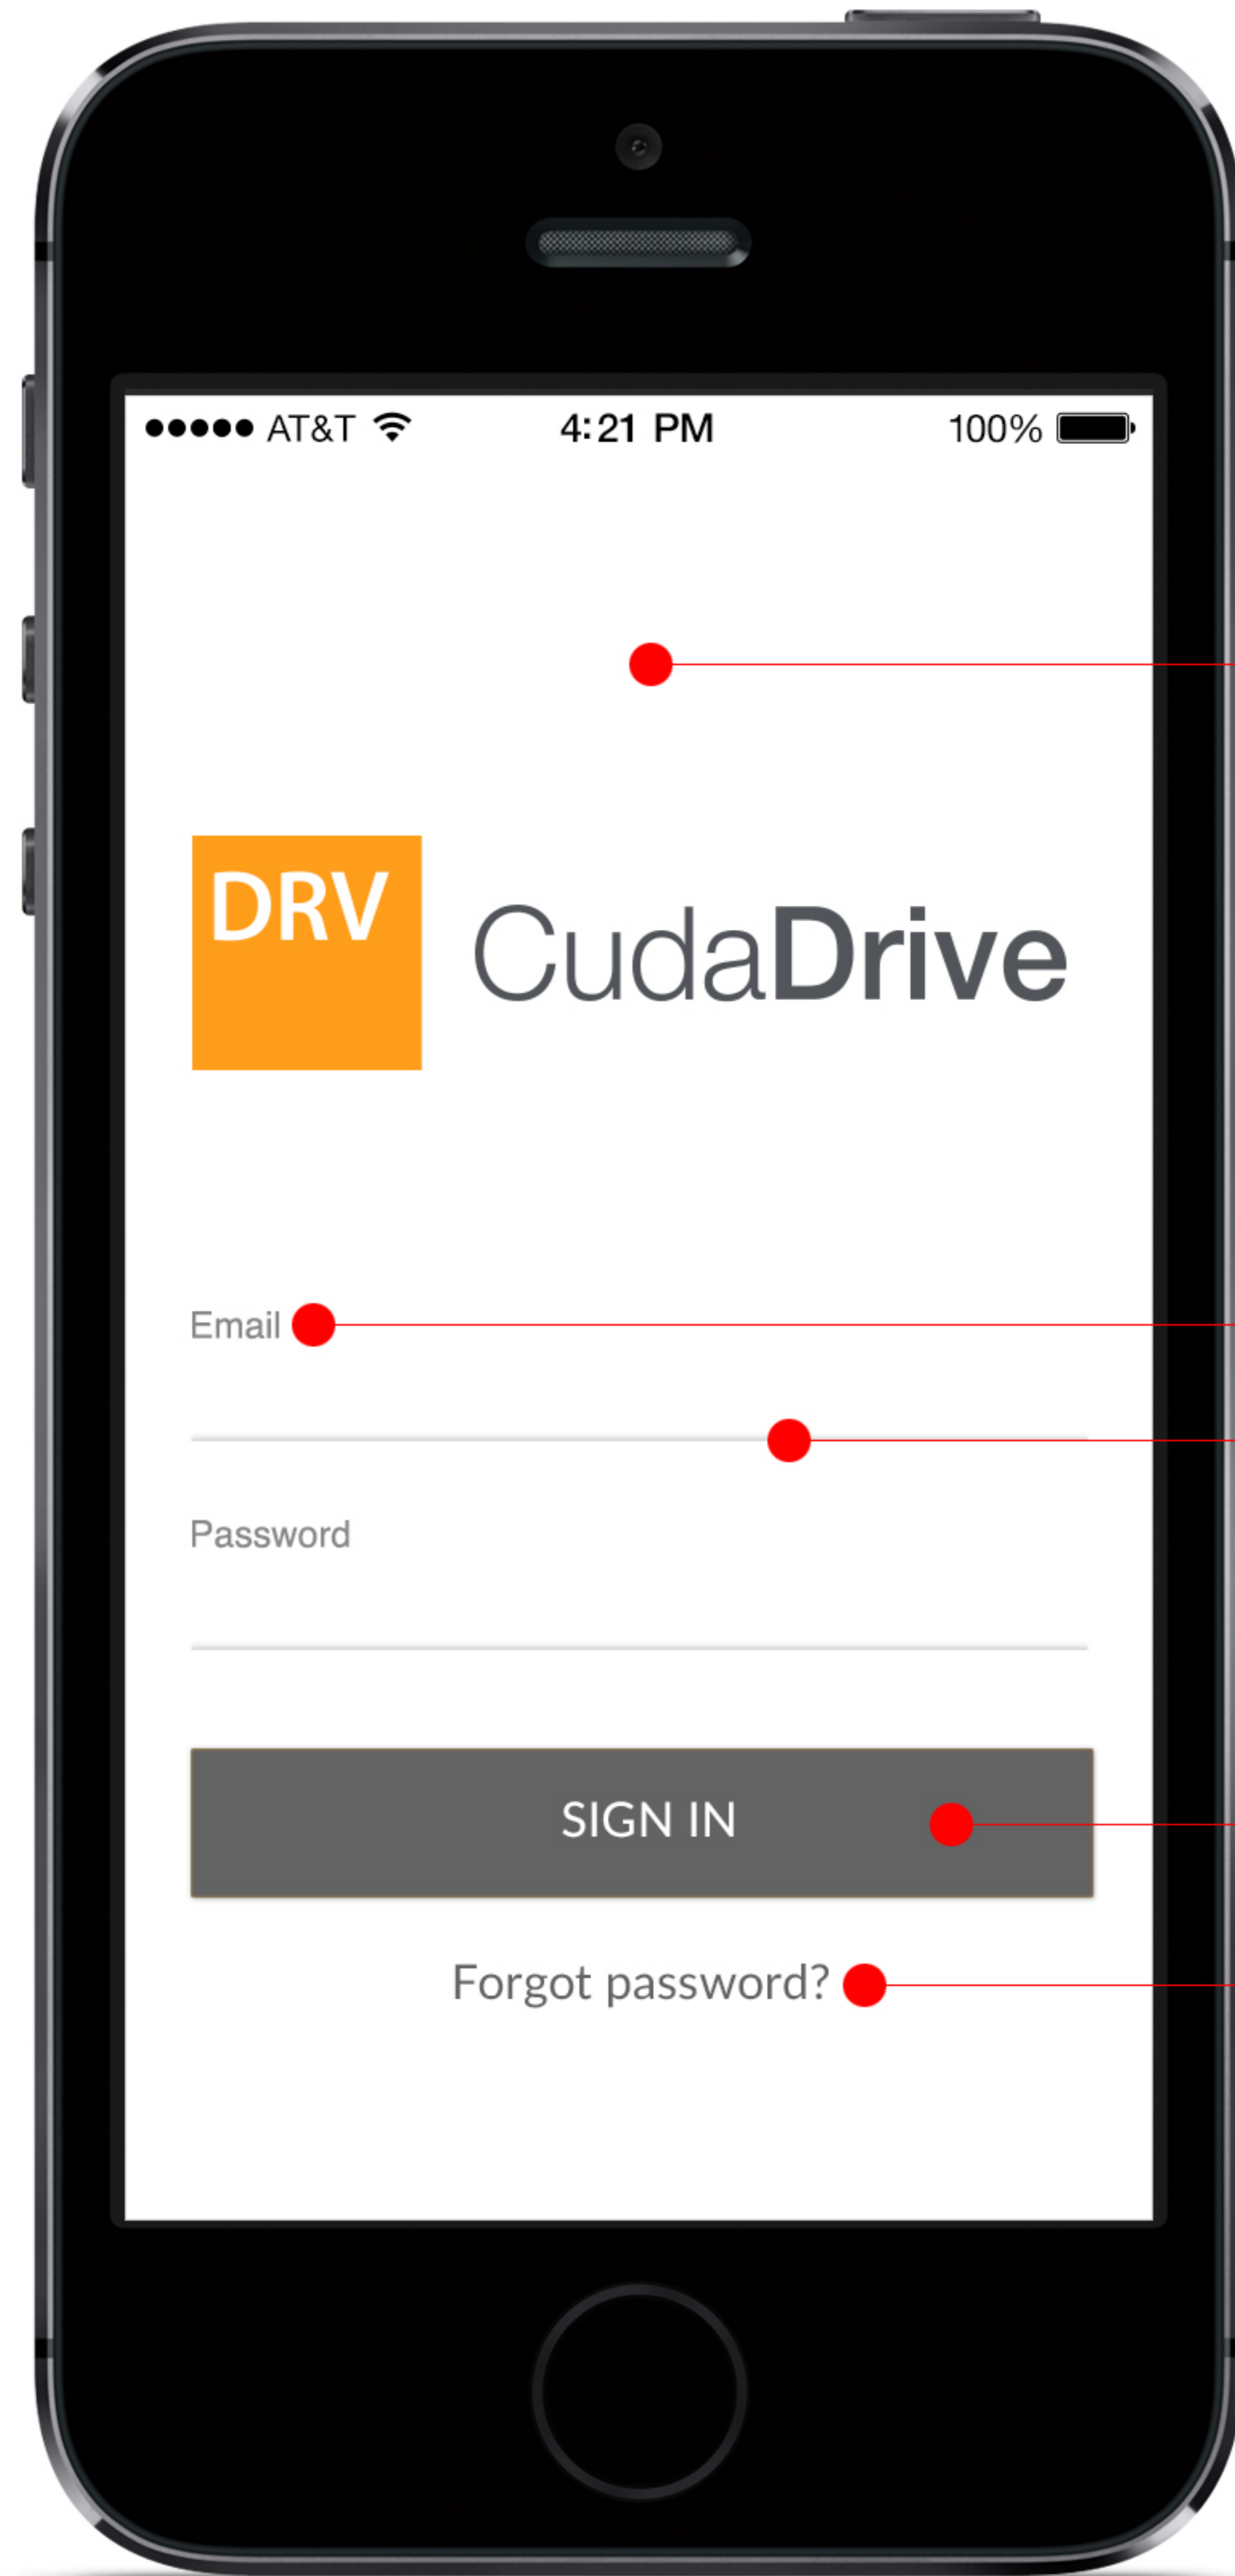 AT&T 4:21 PM 100%
DRV
CudaDrive
Email
Password
SIGN IN
Forgot password?